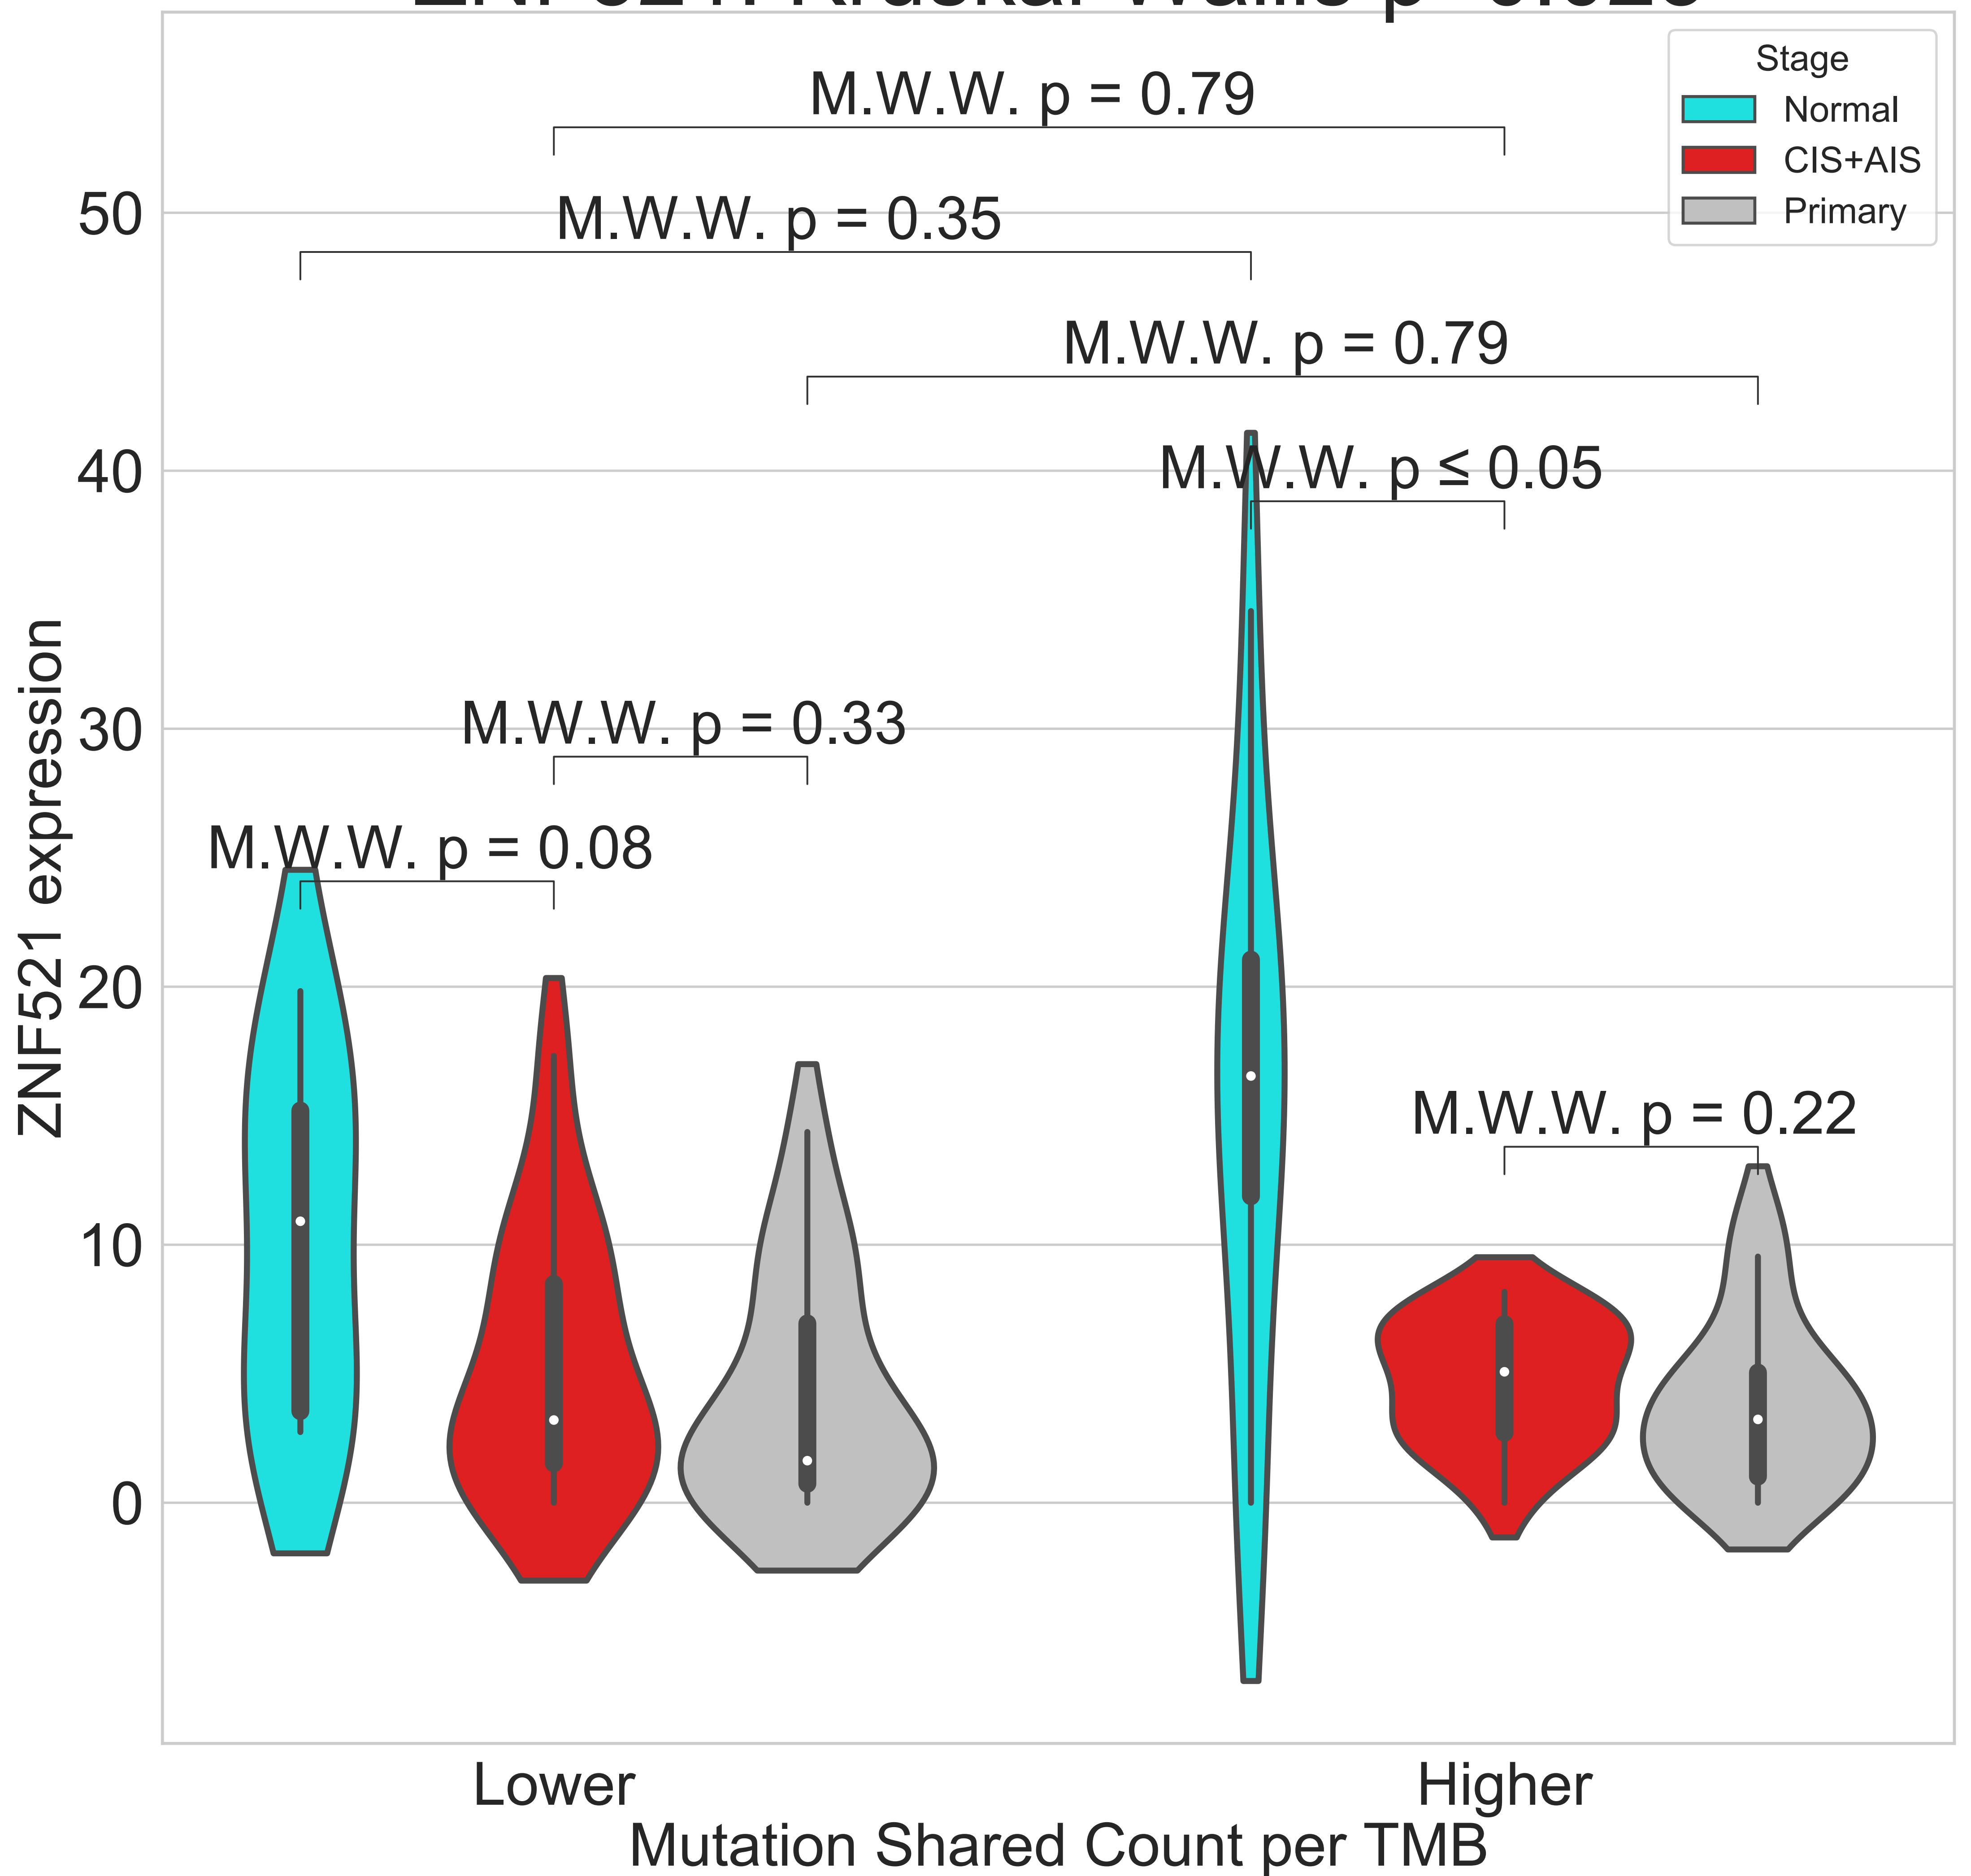 Stage
Normal
CIS+AIS
Primary
M.W.W. p = 0.79
M.W.W. p = 0.35
M.W.W. p = 0.79
M.W.W. p ≤ 0.05
M.W.W. p = 0.33
M.W.W. p = 0.08
M.W.W. p = 0.22
50
40
30
20
10
0
ZNF521 expression
Lower
Higher
Mutation Shared Count per TMB